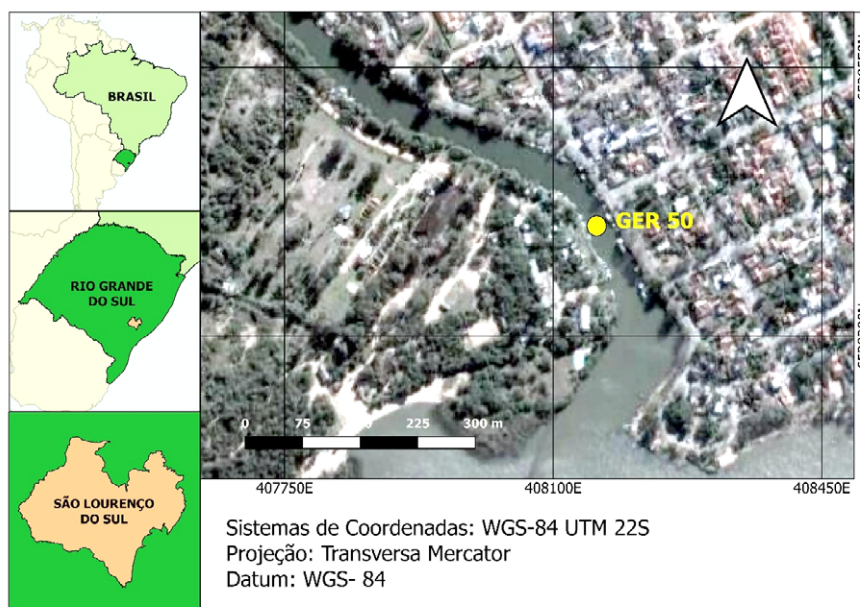 BRASIL
RIO GRANDE
DO SUL
SÃO LOURENÇO
DO SUL
GER 50
0 75 225 300 m
407750E 408100E 408450E
Sistemas de Coordenadas: WGS-84 UTM 22S
Projeção: Transversa Mercator
Datum: WGS- 84